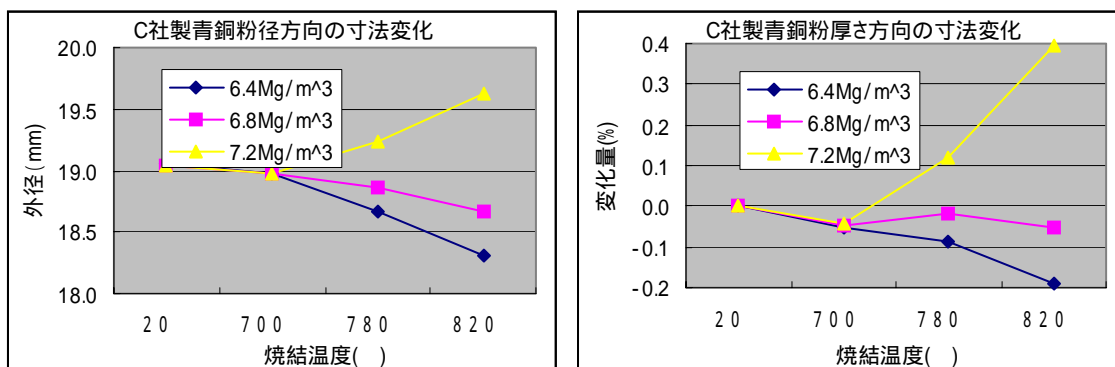 C社製青銅粉径方向の寸法変化
20.0
19.5
19.0
18.5
18.0
外径(mm)
6.4Mg/m^3
6.8Mg/m^3
7.2Mg/m^3
20 700 780 820
焼結温度( )
C社製青銅粉厚さ方向の寸法変化
0.4
0.3
0.2
0.1
0.0
-0.1
-0.2
変化量(%)
6.4Mg/m^3
6.8Mg/m^3
7.2Mg/m^3
20 700 780 820
焼結温度( )